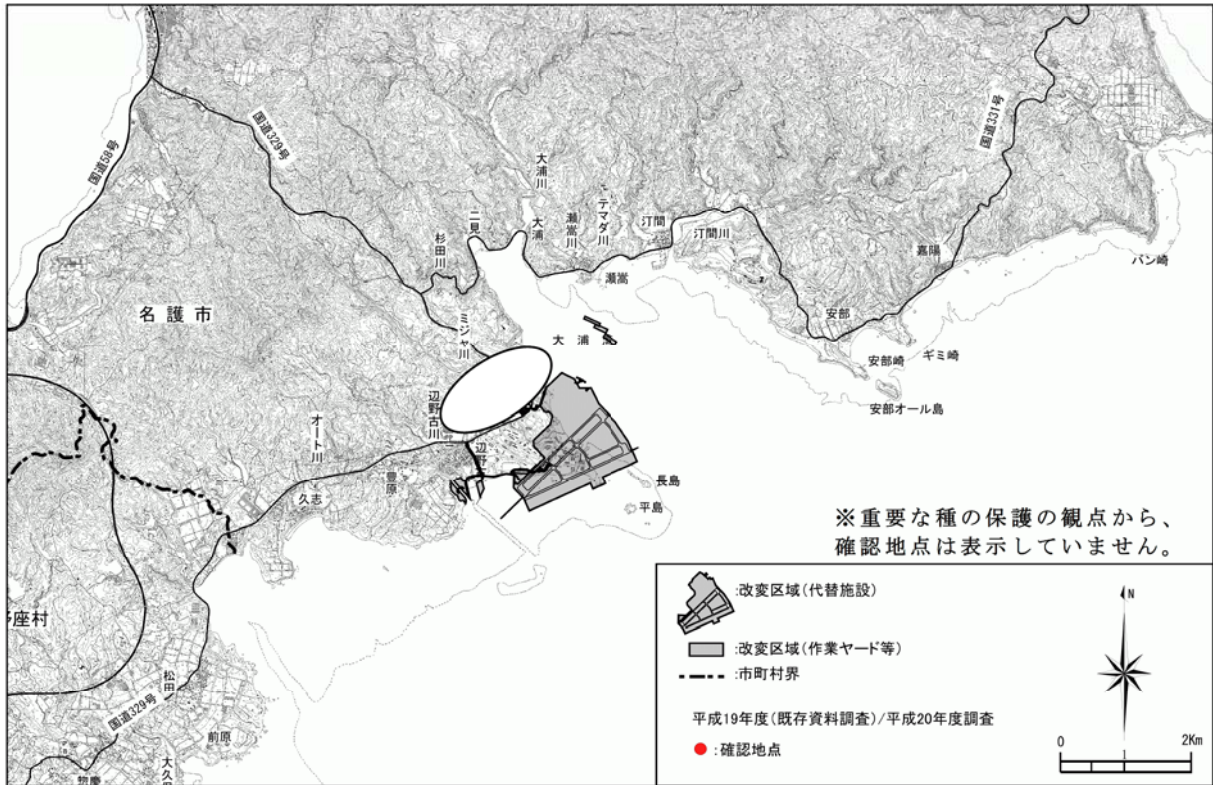 国道58号
国道329号
国道331号
大浦川
二見
大浦
瀬嵩川
テマダ川
汀間
汀間川
杉田川
瀬嵩
嘉陽
バン崎
名護市
ミジャ川
大浦
安部
安部崎
ギミ崎
安部オール島
辺野古川
辺野
オート川
豊原
久志
長島
平島
※重要な種の保護の観点から、
確認地点は表示していません。
座村
松田
国道329号
前原
惣慶
:改変区域(代替施設)
:改変区域(作業ヤード等)
:市町村界
平成19年度(既存資料調査)/平成20年度調査
:確認地点
N
0 1 2Km